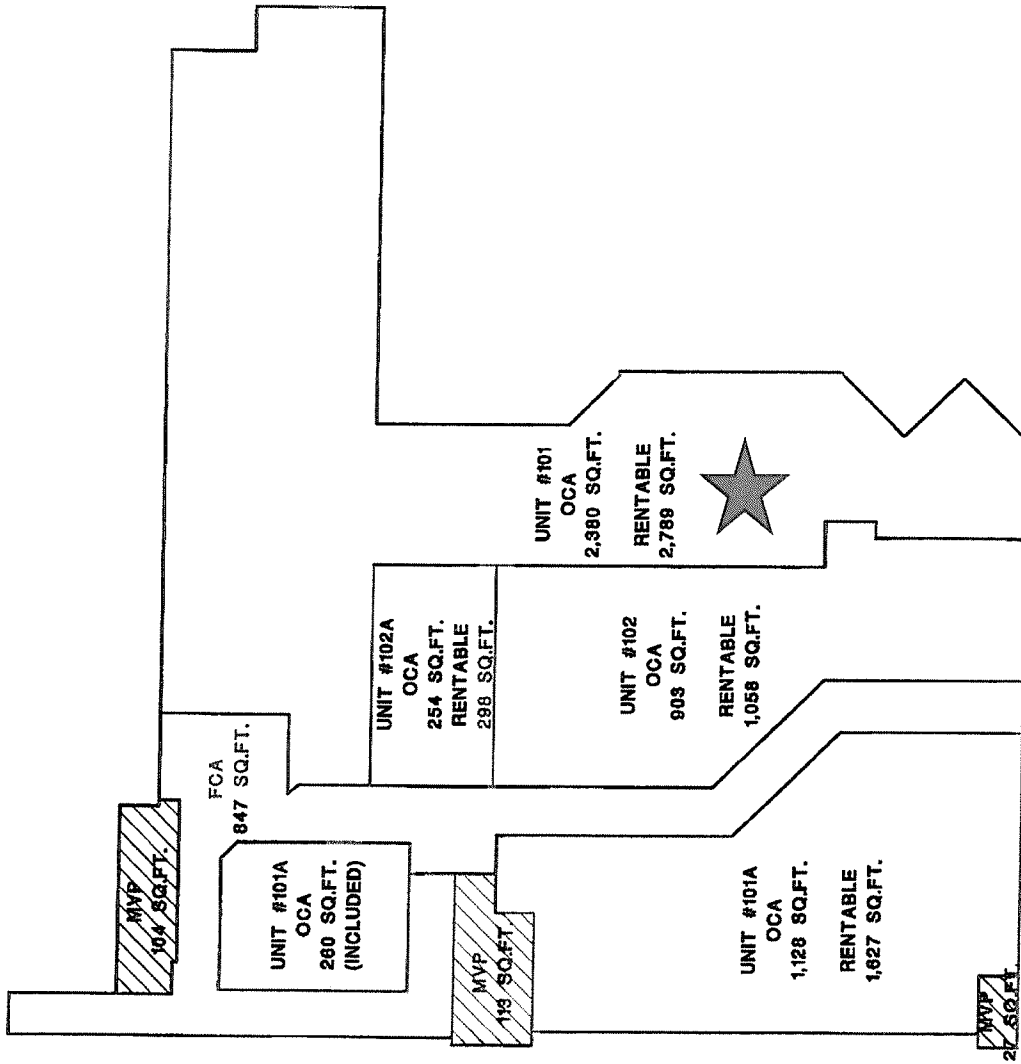 MVP
104 SQ.FT.
FCA
847 SQ.FT.
UNIT #101A
OCA
260 SQ.FT.
(INCLUDED)
MVP
113 SQ.FT.
UNIT #102A
OCA
254 SQ.FT.
RENTABLE
298 SQ.FT.
UNIT #101
OCA
2,380 SQ.FT.
RENTABLE
2,789 SQ.FT.
UNIT #102
OCA
903 SQ.FT.
RENTABLE
1,058 SQ.FT.
UNIT #101A
OCA
1,128 SQ.FT.
RENTABLE
1,627 SQ.FT.
MVP
27 SQ.FT